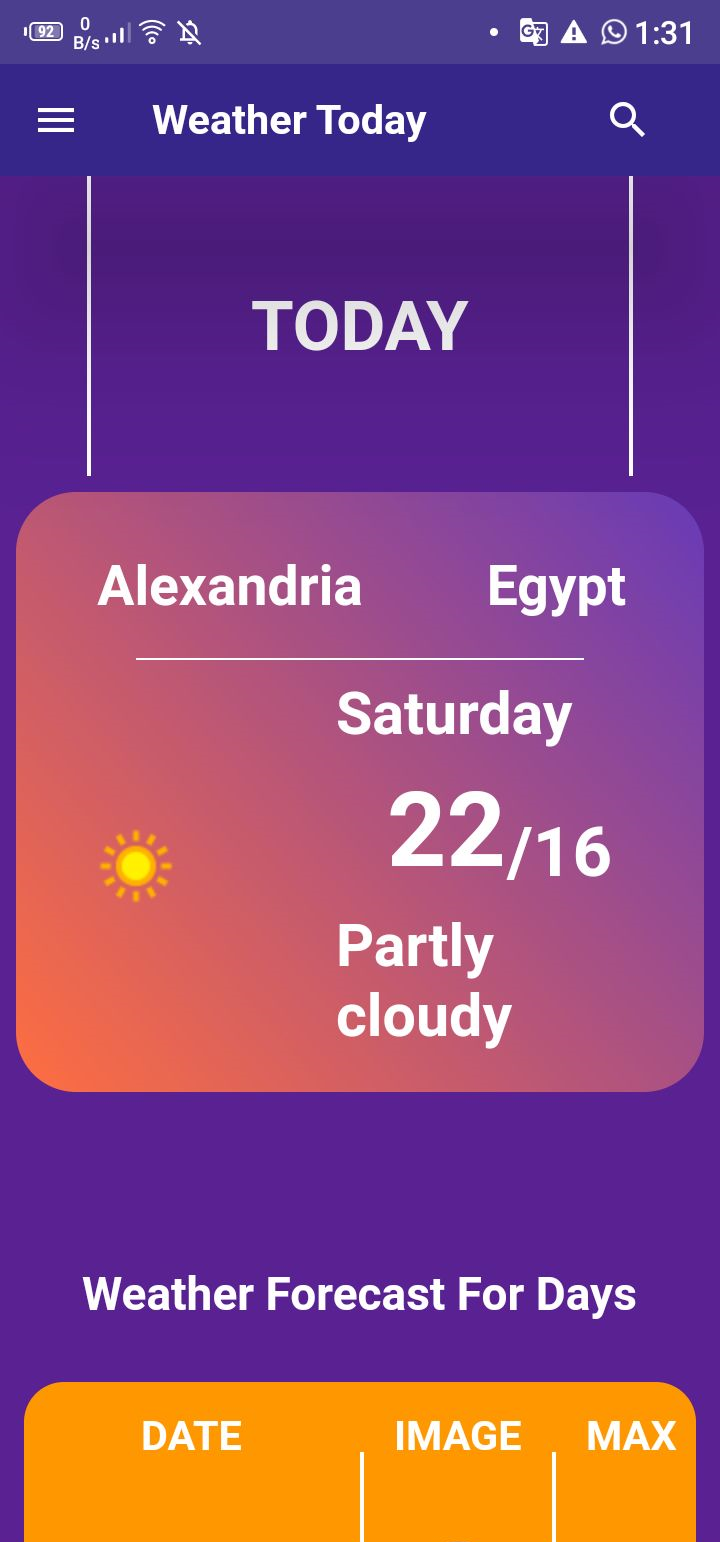 92 0 B/s 1:31
Weather Today
TODAY
Alexandria Egypt
Saturday
22/16
Partly
cloudy
Weather Forecast For Days
DATE IMAGE MAX